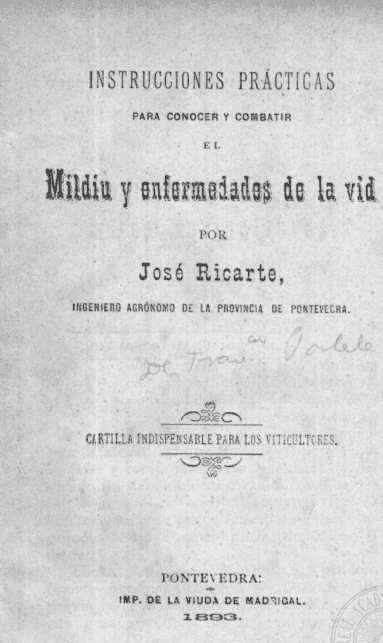 INSTRUCCIONES PRÁCTICAS
PARA CONOCER Y COMBATIR
EL
Mildiu y enfermedades de la vid
POR
José Ricarte,
INGENIERO AGRÓNOMO DE LA PROVINCIA DE PONTEVEDRA.
De
CARTILLA INDISPENSABLE PARA LOS VITICULTORES.
PONTEVEDRA:
IMP. DE LA VIUDA DE MADRIGAL.
1893.